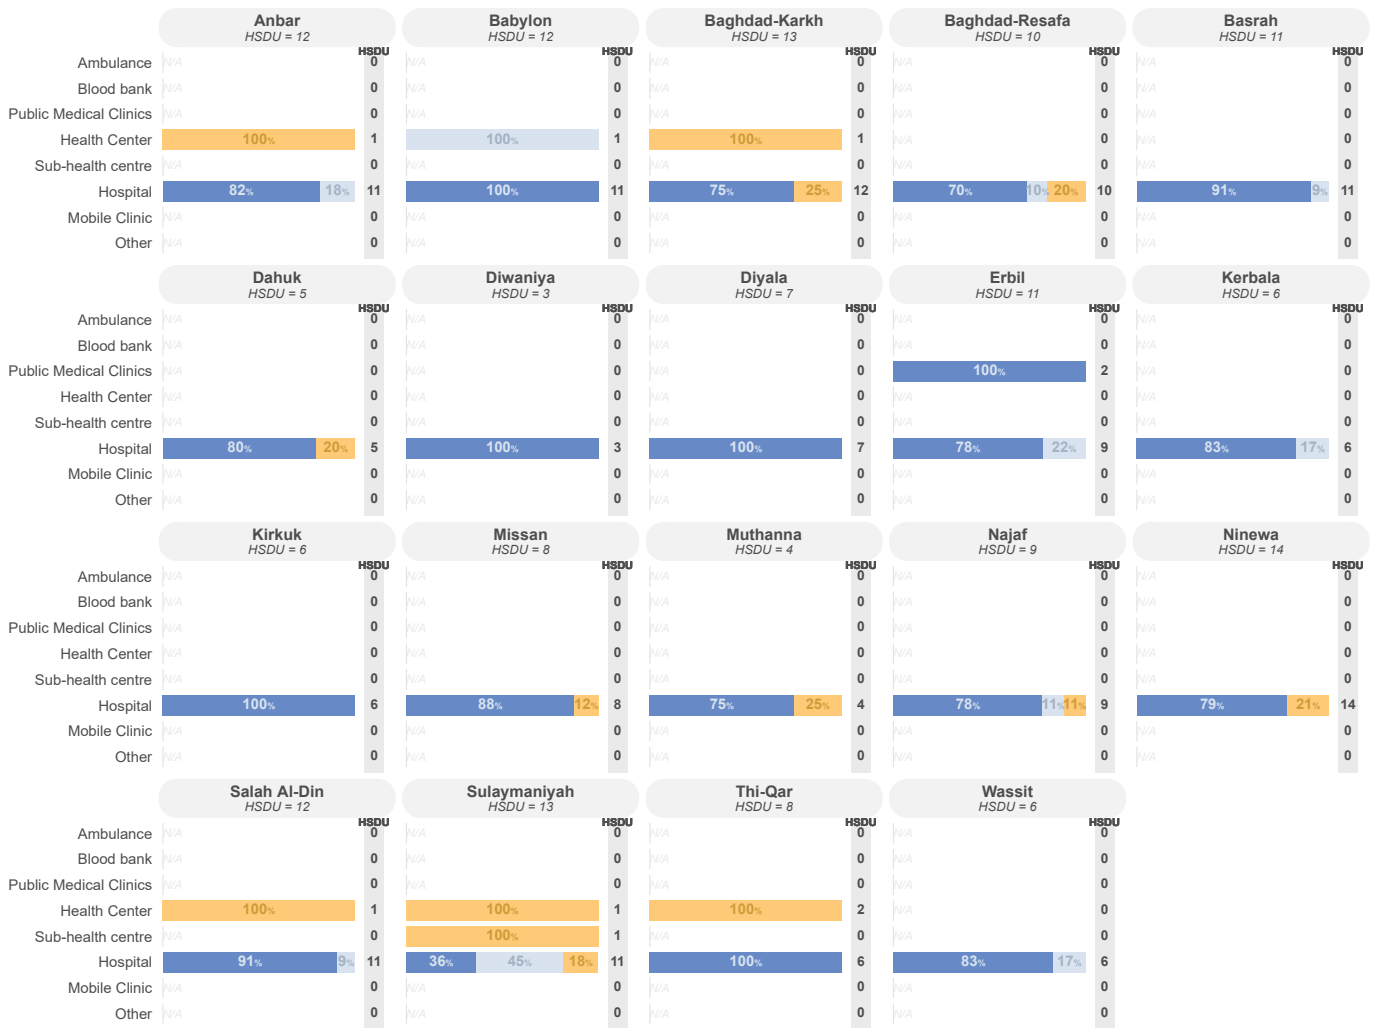 Anbar Babylon Baghdad-Karkh Baghdad-Resafa Basrah
HSDU = 12 HSDU = 12 HSDU = 13 HSDU = 10 HSDU = 11
HSDU HSDU HSDU HSDU HSDU
Ambulance N/A 0 N/A 0 N/A 0 N/A 0 N/A 0
Blood bank N/A 0 N/A 0 N/A 0 N/A 0 N/A 0
Public Medical Clinics N/A 0 N/A 0 N/A 0 N/A 0 N/A 0
Health Center 100% 1 100% 1 100% 1 N/A 0 N/A 0
Sub-health centre N/A 0 N/A 0 N/A 0 N/A 0 N/A 0
Hospital 82% 18% 11 100% 11 75% 25% 12 70% 10% 20% 10 91% 9% 11
Mobile Clinic N/A 0 N/A 0 N/A 0 N/A 0 N/A 0
Other N/A 0 N/A 0 N/A 0 N/A 0 N/A 0
Dahuk Diwaniya Diyala Erbil Kerbala
HSDU = 5 HSDU = 3 HSDU = 7 HSDU = 11 HSDU = 6
HSDU HSDU HSDU HSDU HSDU
Ambulance N/A 0 N/A 0 N/A 0 N/A 0 N/A 0
Blood bank N/A 0 N/A 0 N/A 0 N/A 0 N/A 0
Public Medical Clinics N/A 0 N/A 0 N/A 0 100% 2 N/A 0
Health Center N/A 0 N/A 0 N/A 0 N/A 0 N/A 0
Sub-health centre N/A 0 N/A 0 N/A 0 N/A 0 N/A 0
Hospital 80% 20% 5 100% 3 100% 7 78% 22% 9 83% 17% 6
Mobile Clinic N/A 0 N/A 0 N/A 0 N/A 0 N/A 0
Other N/A 0 N/A 0 N/A 0 N/A 0 N/A 0
Kirkuk Missan Muthanna Najaf Ninewa
HSDU = 6 HSDU = 8 HSDU = 4 HSDU = 9 HSDU = 14
HSDU HSDU HSDU HSDU HSDU
Ambulance N/A 0 N/A 0 N/A 0 N/A 0 N/A 0
Blood bank N/A 0 N/A 0 N/A 0 N/A 0 N/A 0
Public Medical Clinics N/A 0 N/A 0 N/A 0 N/A 0 N/A 0
Health Center N/A 0 N/A 0 N/A 0 N/A 0 N/A 0
Sub-health centre N/A 0 N/A 0 N/A 0 N/A 0 N/A 0
Hospital 100% 6 88% 12% 8 75% 25% 4 78% 11% 11% 9 79% 21% 14
Mobile Clinic N/A 0 N/A 0 N/A 0 N/A 0 N/A 0
Other N/A 0 N/A 0 N/A 0 N/A 0 N/A 0
Salah Al-Din Sulaymaniyah Thi-Qar Wassit
HSDU = 12 HSDU = 13 HSDU = 8 HSDU = 6
HSDU HSDU HSDU HSDU
Ambulance N/A 0 N/A 0 N/A 0 N/A 0
Blood bank N/A 0 N/A 0 N/A 0 N/A 0
Public Medical Clinics N/A 0 N/A 0 N/A 0 N/A 0
Health Center 100% 1 100% 1 100% 2 N/A 0
Sub-health centre N/A 0 100% 1 N/A 0 N/A 0
Hospital 91% 9% 11 36% 45% 18% 11 100% 6 83% 17% 6
Mobile Clinic N/A 0 N/A 0 N/A 0 N/A 0
Other N/A 0 N/A 0 N/A 0 N/A 0